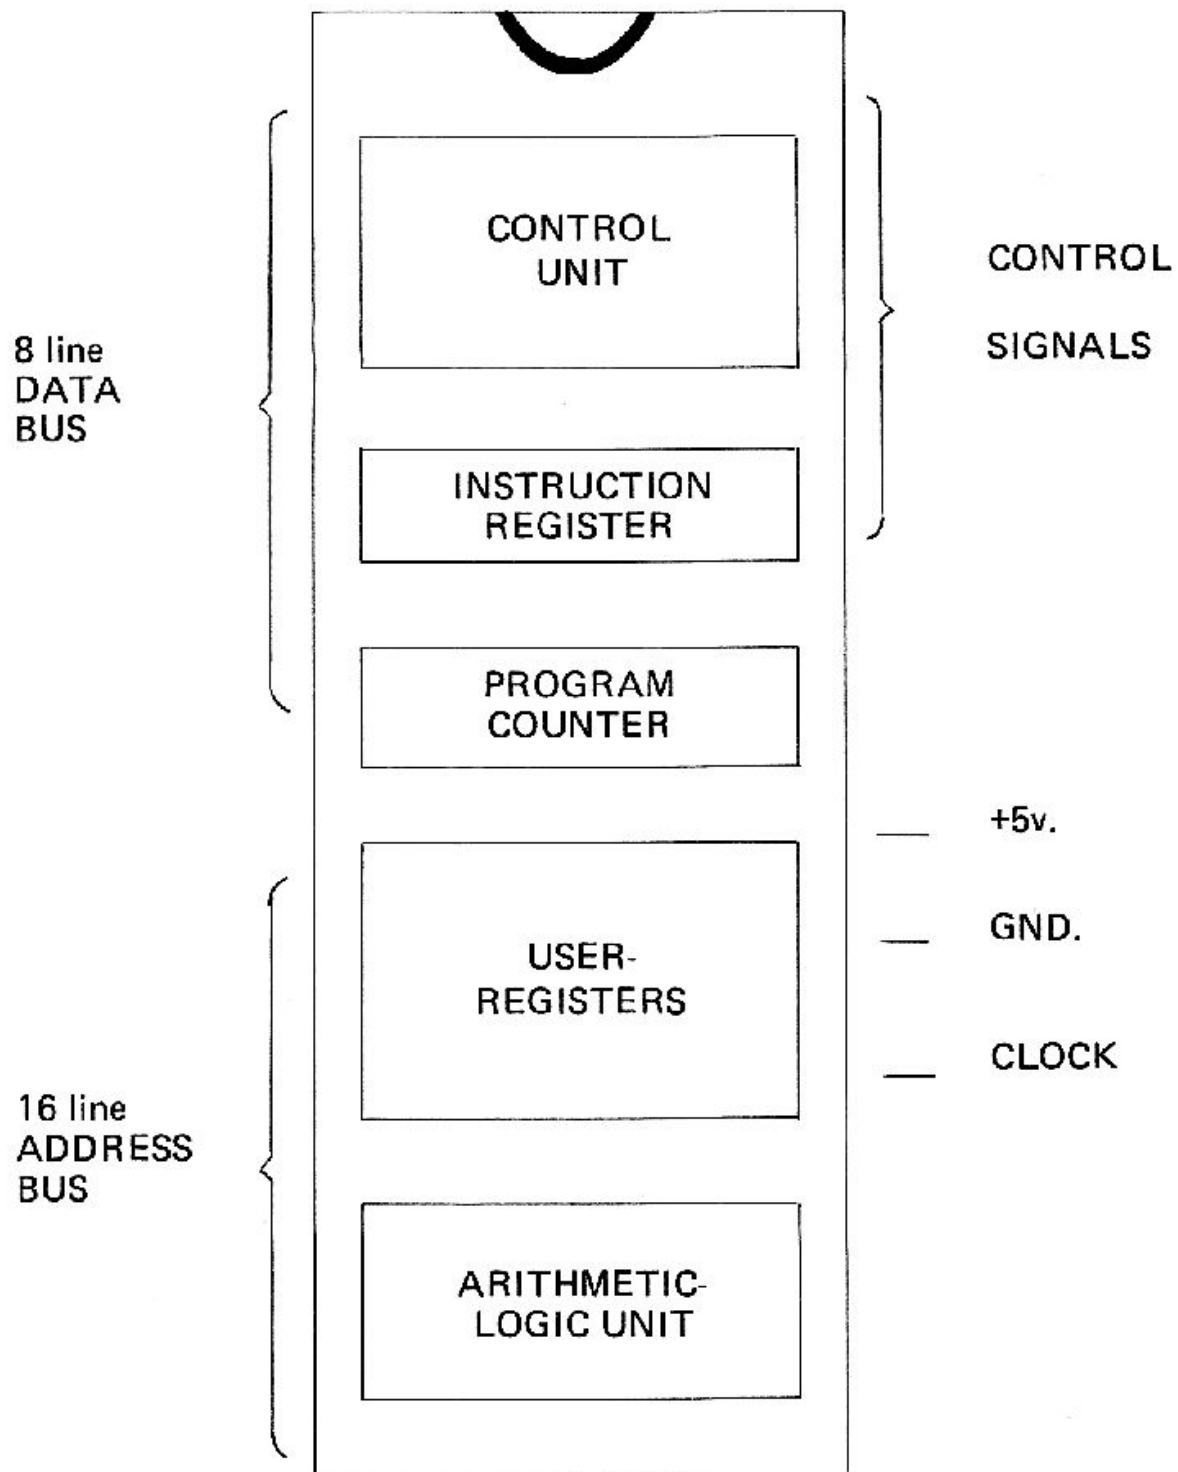 CONTROL
UNIT
CONTROL
SIGNALS
8 line
DATA
BUS
INSTRUCTION
REGISTER
PROGRAM
COUNTER
+5v.
GND.
USER-
REGISTERS
CLOCK
16 line
ADDRESS
BUS
ARITHMETIC-
LOGIC UNIT